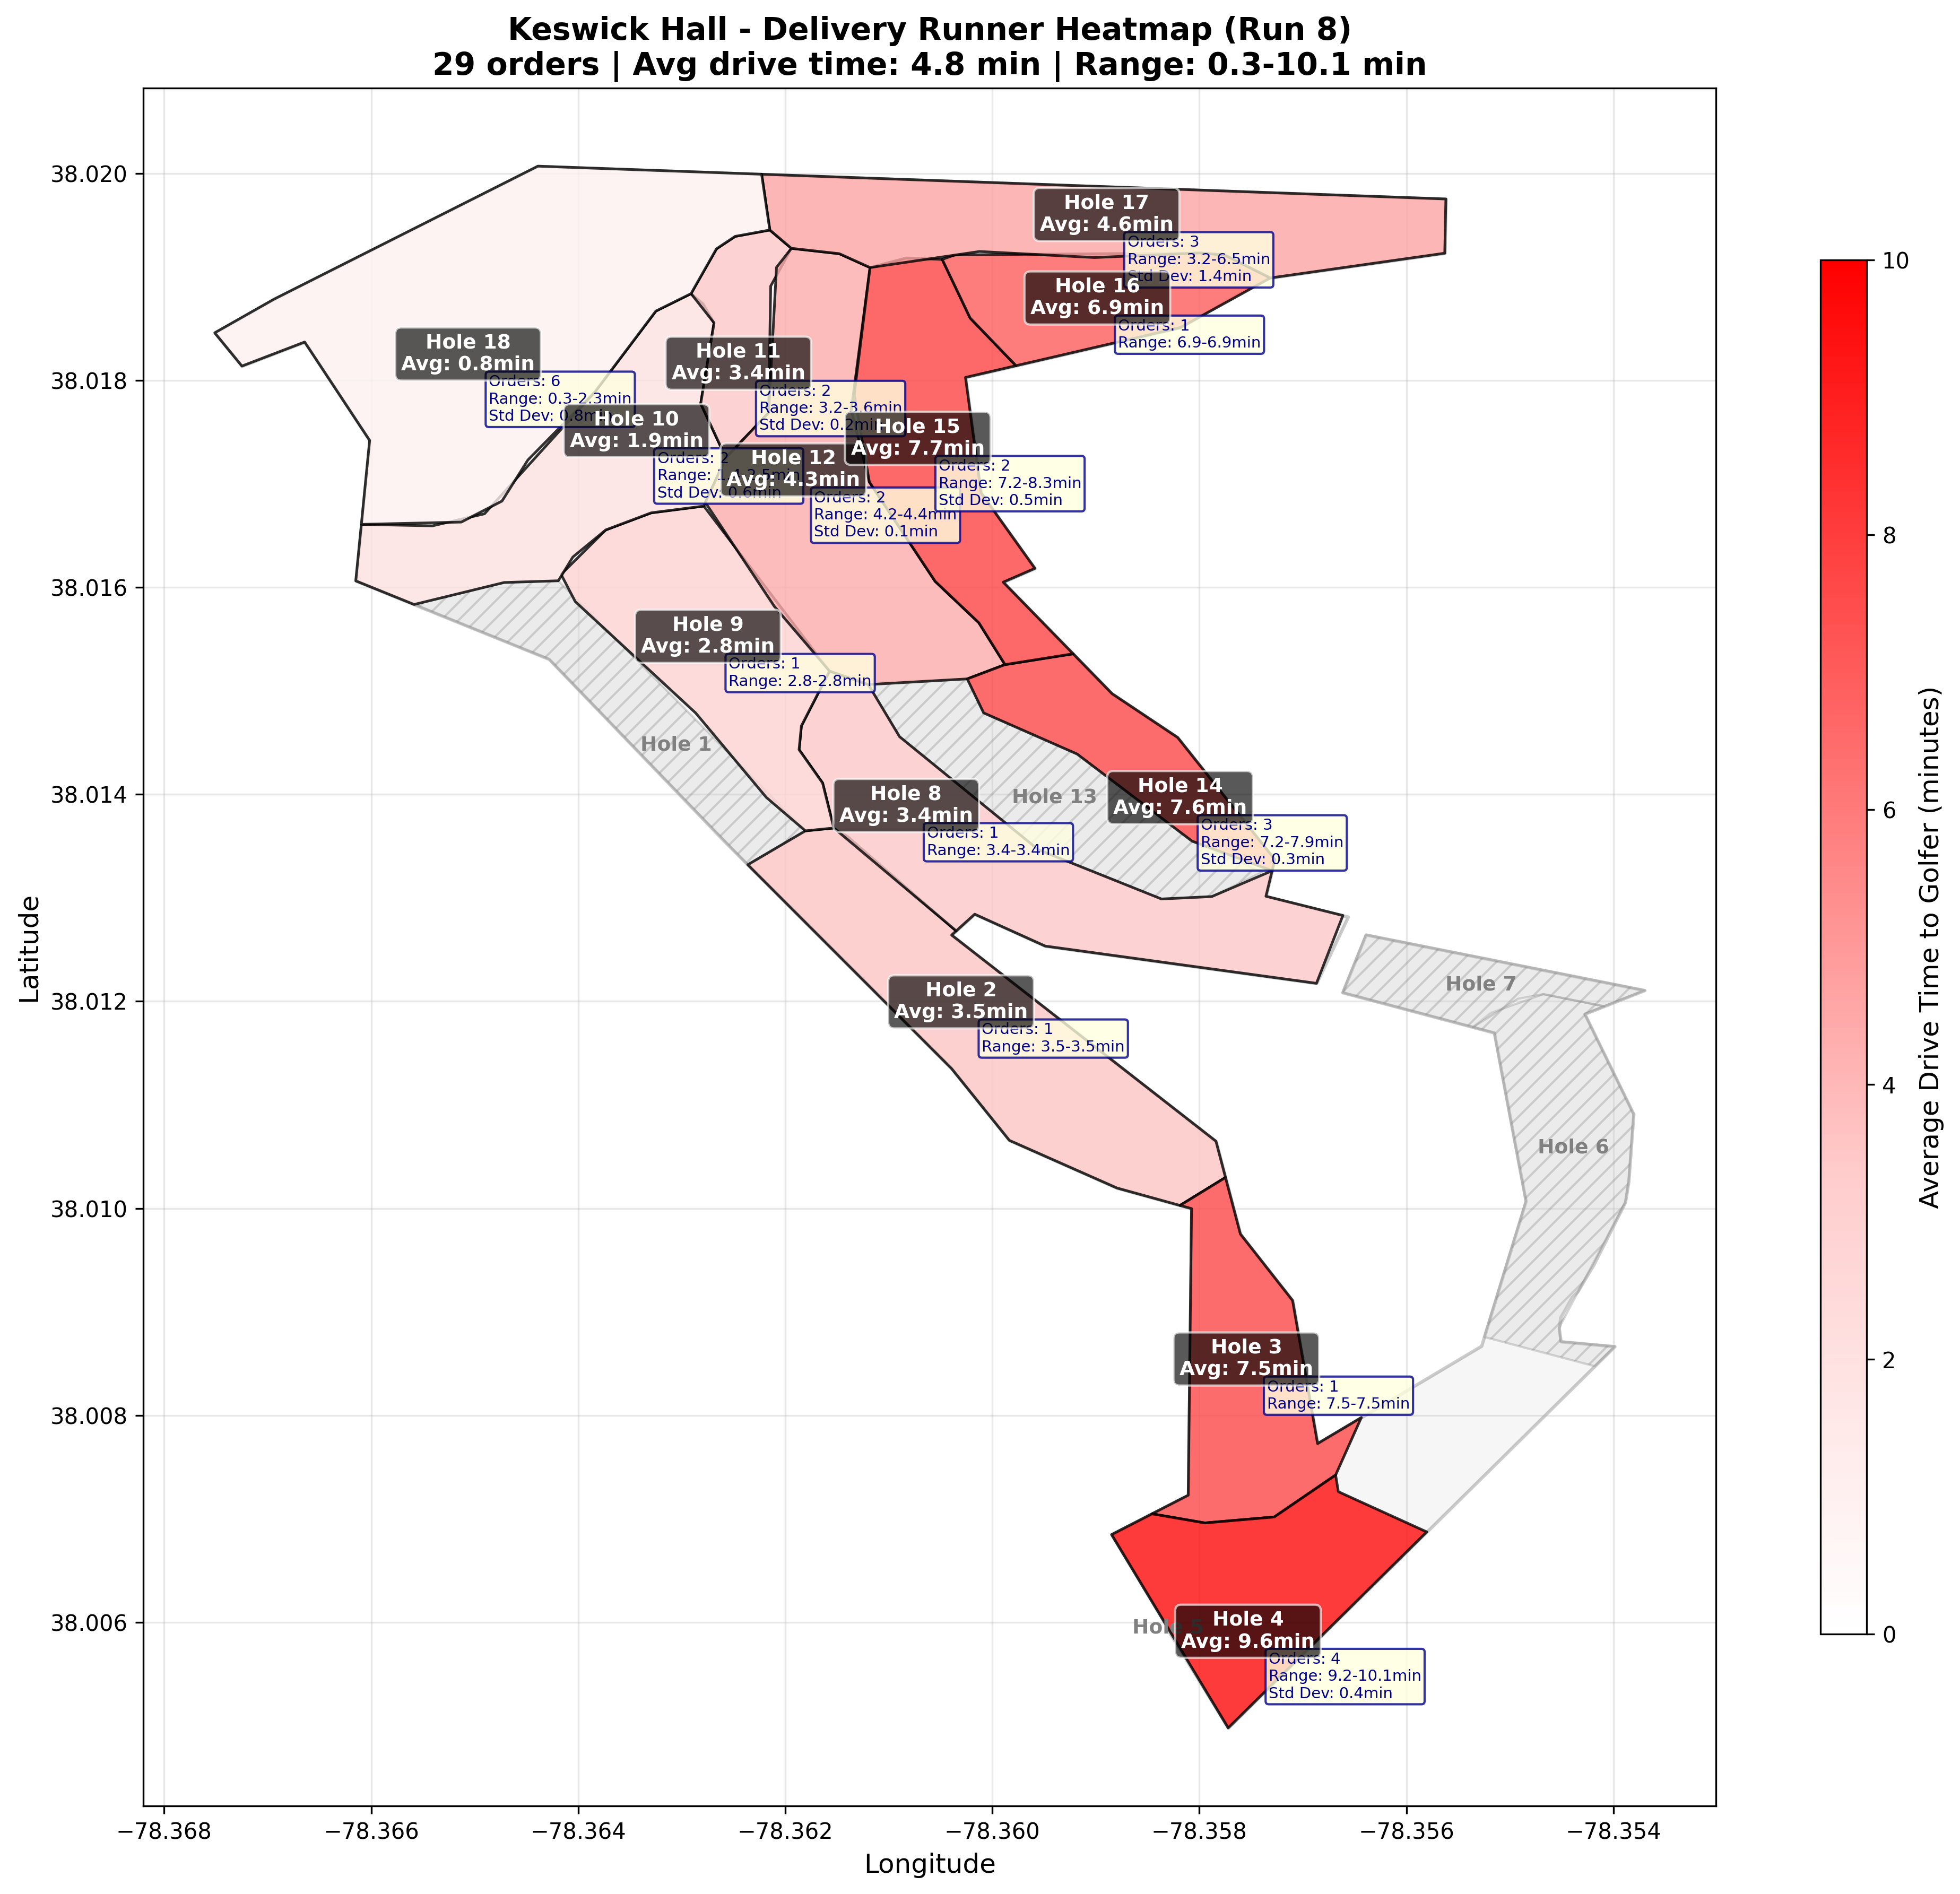 Keswick Hall - Delivery Runner Heatmap (Run 8)
29 orders | Avg drive time: 4.8 min | Range: 0.3-10.1 min
Hole 17
Avg: 4.6min
Orders: 3
Range: 3.2-6.5min
Std Dev: 1.4min
Hole 16
Avg: 6.9min
Orders: 1
Range: 6.9-6.9min
Hole 18
Avg: 0.8min
Orders: 6
Range: 0.3-2.3min
Std Dev: 0.8min
Hole 11
Avg: 3.4min
Orders: 2
Range: 3.2-3.6min
Std Dev: 0.2min
Hole 10
Avg: 1.9min
Orders: 2
Range:
Std Dev: 0.6min
Hole 15
Avg: 7.7min
Orders: 2
Range: 7.2-8.3min
Std Dev: 0.5min
Hole 12
Avg: 4.3min
Orders: 2
Range: 4.2-4.4min
Std Dev: 0.1min
Hole 9
Avg: 2.8min
Orders: 1
Range: 2.8-2.8min
Hole 1
Hole 8
Avg: 3.4min
Orders: 1
Range: 3.4-3.4min
Hole 13
Hole 14
Avg: 7.6min
Orders: 3
Range: 7.2-7.9min
Std Dev: 0.3min
Hole 7
Hole 2
Avg: 3.5min
Orders: 1
Range: 3.5-3.5min
Hole 6
Hole 3
Avg: 7.5min
Orders: 1
Range: 7.5-7.5min
Hole 5
Hole 4
Avg: 9.6min
Orders: 4
Range: 9.2-10.1min
Std Dev: 0.4min
38.020
38.018
38.016
38.014
38.012
38.010
38.008
38.006
Latitude
−78.368
−78.366
−78.364
−78.362
−78.360
−78.358
−78.356
−78.354
Longitude
10
8
6
4
2
0
Average Drive Time to Golfer (minutes)